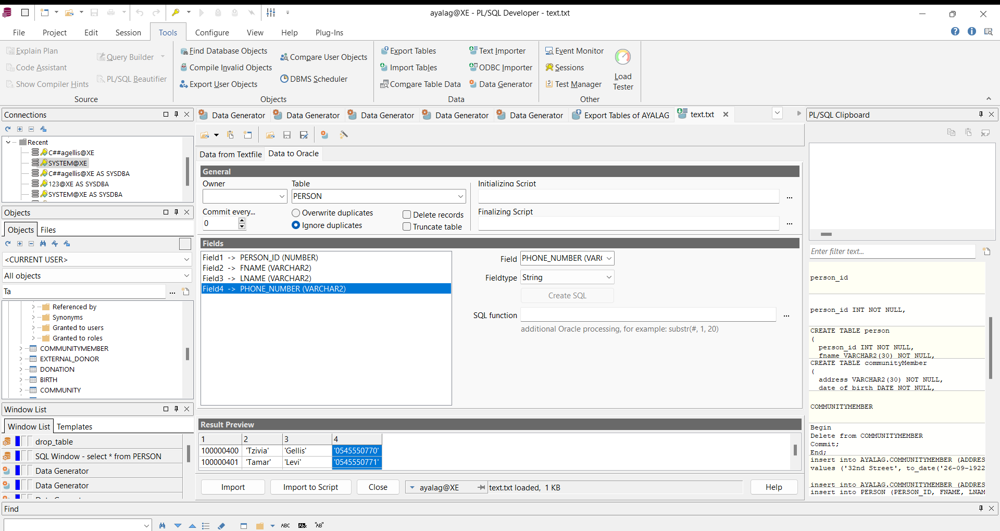 ayalag@XE - PL/SQL Developer - text.txt
File Project Edit Session Tools Configure View Help Plug-Ins
Explain Plan
Code Assistant
Show Compiler Hints
Query Builder
PL/SQL Beautifier
Source
Find Database Objects
Compile Invalid Objects
Export User Objects
Compare User Objects
DBMS Scheduler
Objects
Export Tables
Import Tables
Compare Table Data
Text Importer
ODBC Importer
Data Generator
Data
Event Monitor
Sessions
Test Manager
Load
Tester
Other
Connections
Recent
C##agellis@XE
SYSTEM@XE
C##agellis@XE AS SYSDBA
123@XE AS SYSDBA
SYSTEM@XE AS SYSDBA
Objects
Objects Files
<CURRENT USER>
All objects
Ta
...
Referenced by
Synonyms
Granted to users
Granted to roles
COMMUNITYMEMBER
EXTERNAL_DONOR
DONATION
BIRTH
COMMUNITY
Window List
Window List Templates
drop_table
SQL Window - select * from PERSON
Data Generator
Data Generator
Data Generator Data Generator Data Generator Data Generator Data Generator Export Tables of AYALAG text.txt
Data from Textfile Data to Oracle
General
Owner Table Initializing Script
PERSON
...
Commit every...
0
Overwrite duplicates
Ignore duplicates
Delete records
Truncate table
Finalizing Script
...
Fields
Field1 -> PERSON_ID (NUMBER)
Field2 -> FNAME (VARCHAR2)
Field3 -> LNAME (VARCHAR2)
Field4 -> PHONE_NUMBER (VARCHAR2)
Field PHONE_NUMBER (VARC
Fieldtype String
Create SQL
SQL function
...
additional Oracle processing, for example: substr(#, 1, 20)
Result Preview
1 2 3 4
100000400 'Tzivia' 'Gellis' '0545550770'
100000401 'Tamar' 'Levi' '0545550771'
Import Import to Script Close ayalag@XE text.txt loaded, 1 KB Help
PL/SQL Clipboard
Enter filter text...
person_id
person_id INT NOT NULL,
CREATE TABLE person
(
person_id INT NOT NULL,
fname VARCHAR2(30) NOT NULL,
CREATE TABLE communityMember
(
address VARCHAR2(30) NOT NULL,
date_of_birth DATE NOT NULL,
COMMUNITYMEMBER
Begin
Delete from COMMUNITYMEMBER
Commit;
End;
insert into AYALAG.COMMUNITYMEMBER (ADDRES
values ('32nd Street', to_date('26-09-1922
insert into AYALAG.COMMUNITYMEMBER (ADDRES
insert into PERSON (PERSON_ID, FNAME, LNAM
Find
ABC "AB"